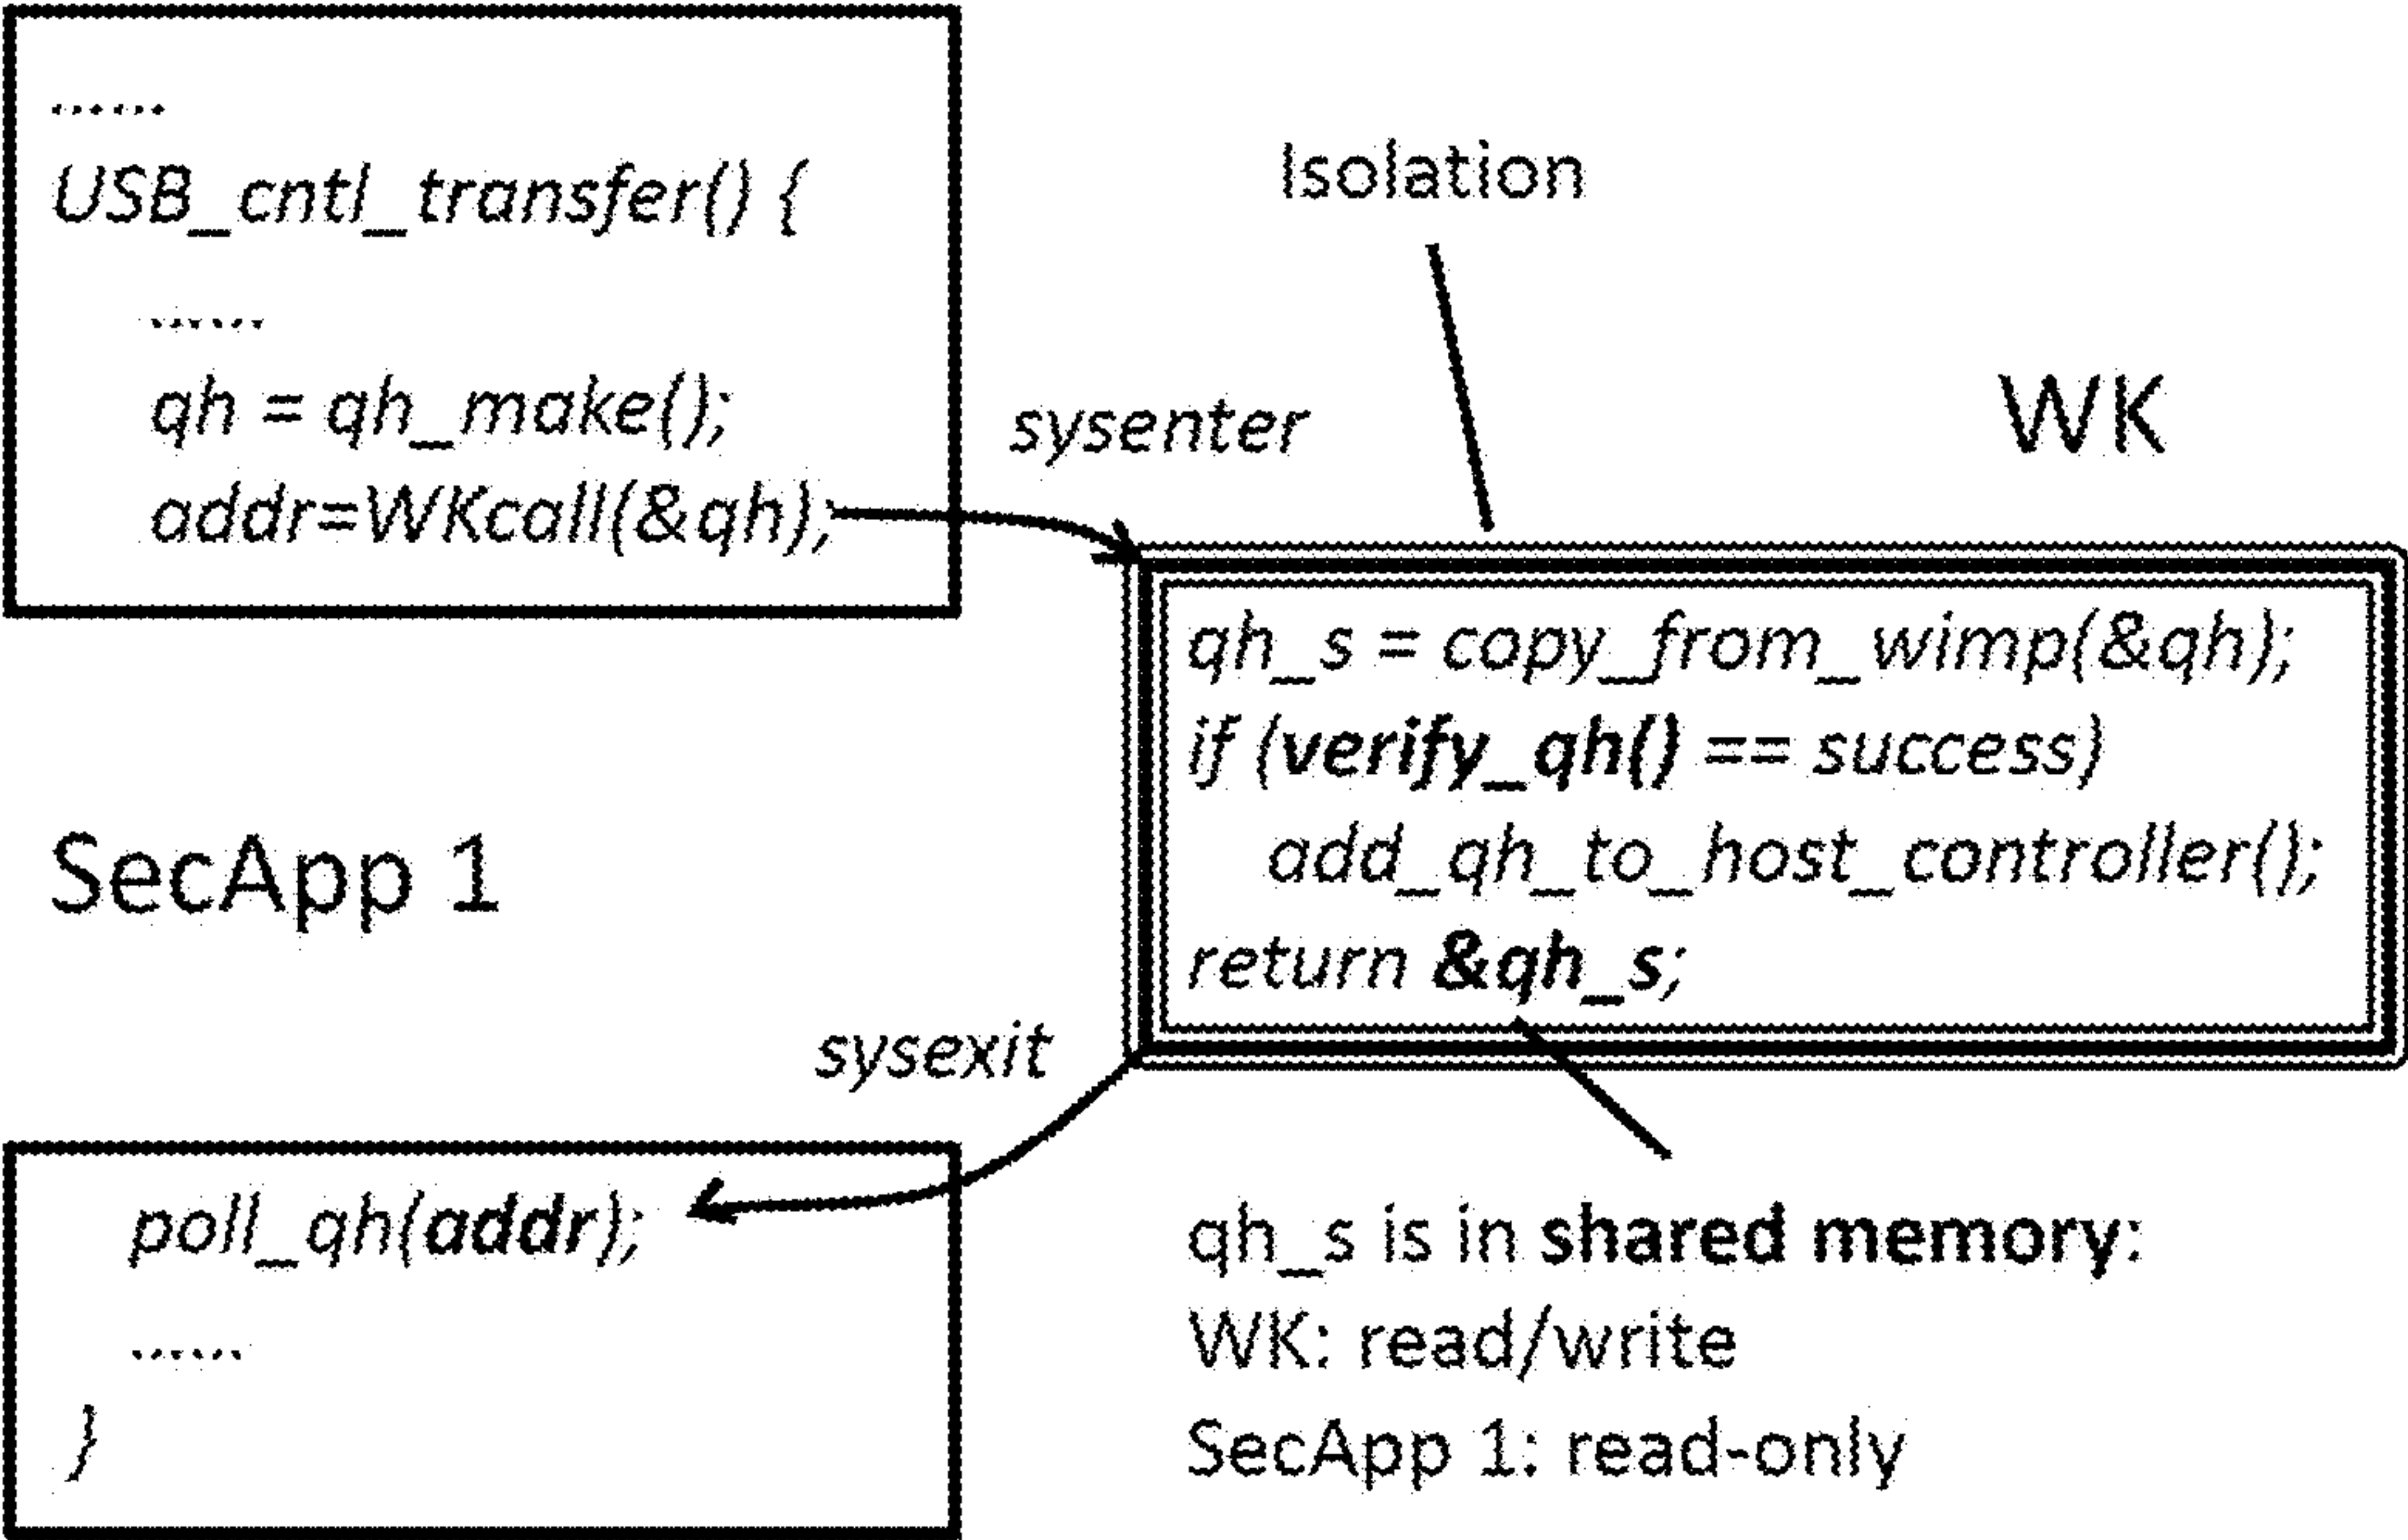 ......
USB_cntl_transfer() {
......
qh = qh_make();
addr=WKcall(&qh);
sysenter
Isolation
WK
qh_s = copy_from_wimp(&qh);
if (verify_qh() == success)
add_qh_to_host_controller();
return &qh_s;
SecApp 1
sysexit
poll_qh(addr);
......
}
qh_s is in shared memory:
WK: read/write
SecApp 1: read-only